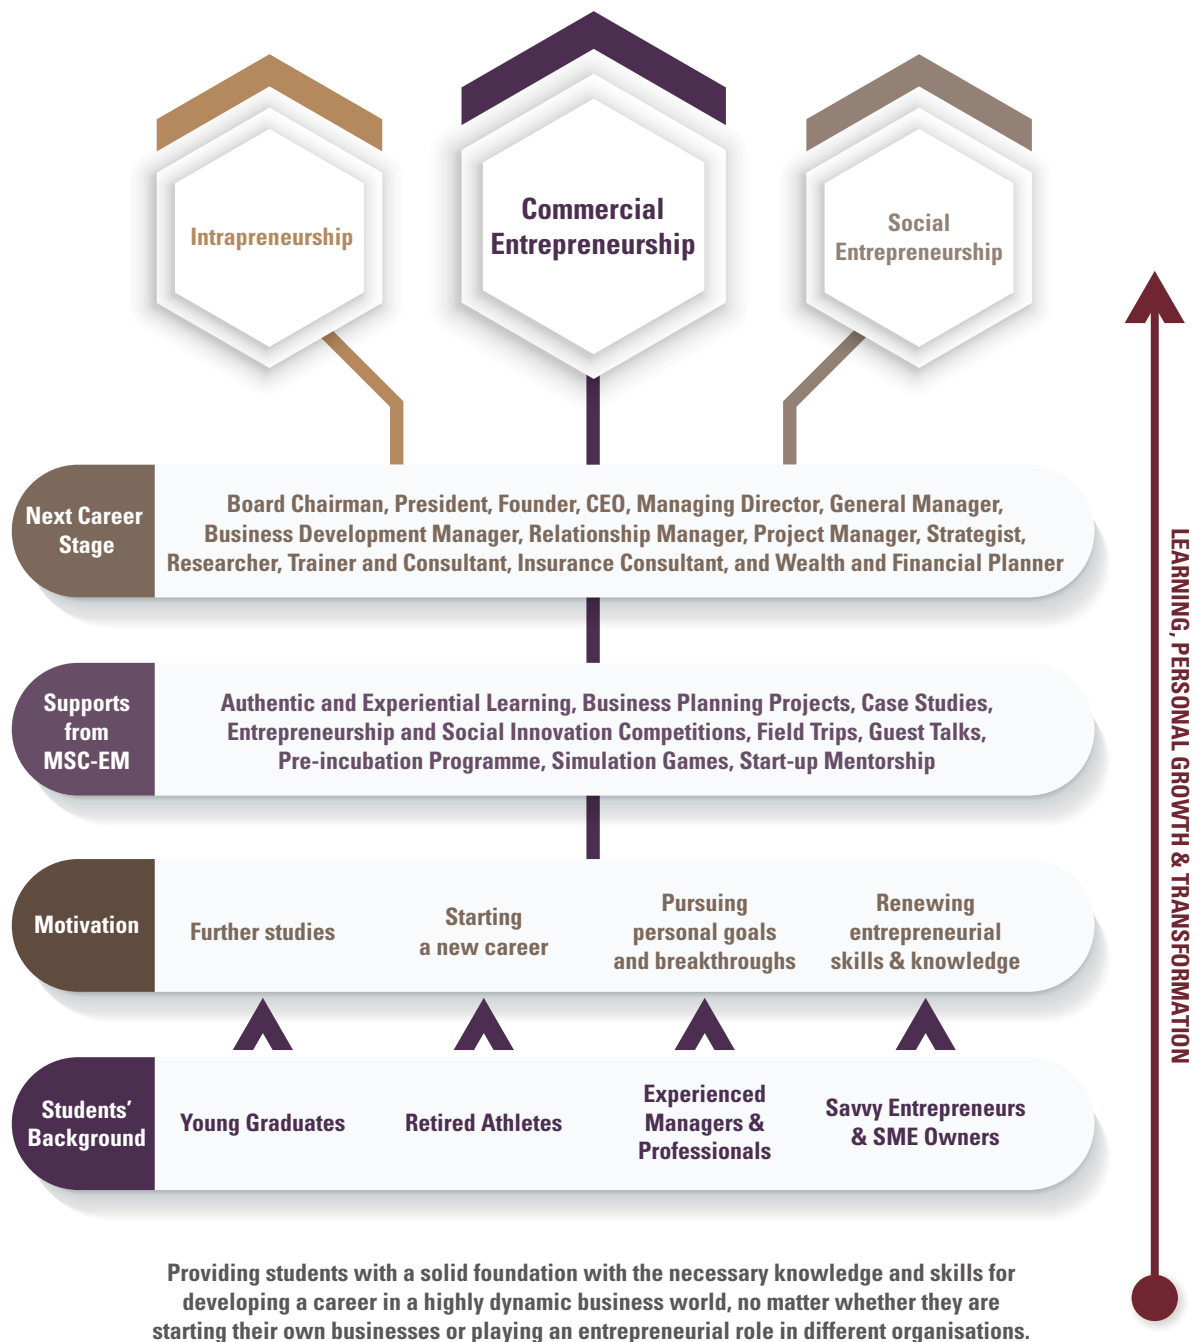 Intrapreneurship
Commercial
Entrepreneurship
Social
Entrepreneurship
Next Career
Stage
Board Chairman, President, Founder, CEO, Managing Director, General Manager,
Business Development Manager, Relationship Manager, Project Manager, Strategist,
Researcher, Trainer and Consultant, Insurance Consultant, and Wealth and Financial Planner
Supports
from
MSC-EM
Authentic and Experiential Learning, Business Planning Projects, Case Studies,
Entrepreneurship and Social Innovation Competitions, Field Trips, Guest Talks,
Pre-incubation Programme, Simulation Games, Start-up Mentorship
Motivation
Further studies
Starting
a new career
Pursuing
personal goals
and breakthroughs
Renewing
entrepreneurial
skills & knowledge
Students’
Background
Young Graduates
Retired Athletes
Experienced
Managers &
Professionals
Savvy Entrepreneurs
& SME Owners
LEARNING, PERSONAL GROWTH & TRANSFORMATION
Providing students with a solid foundation with the necessary knowledge and skills for
developing a career in a highly dynamic business world, no matter whether they are
starting their own businesses or playing an entrepreneurial role in different organisations.